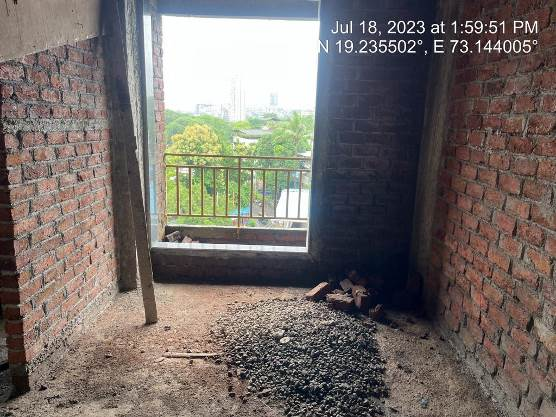 Jul 18, 2023 at 1:59:51 PM
N 19.235502°, E 73.144005°